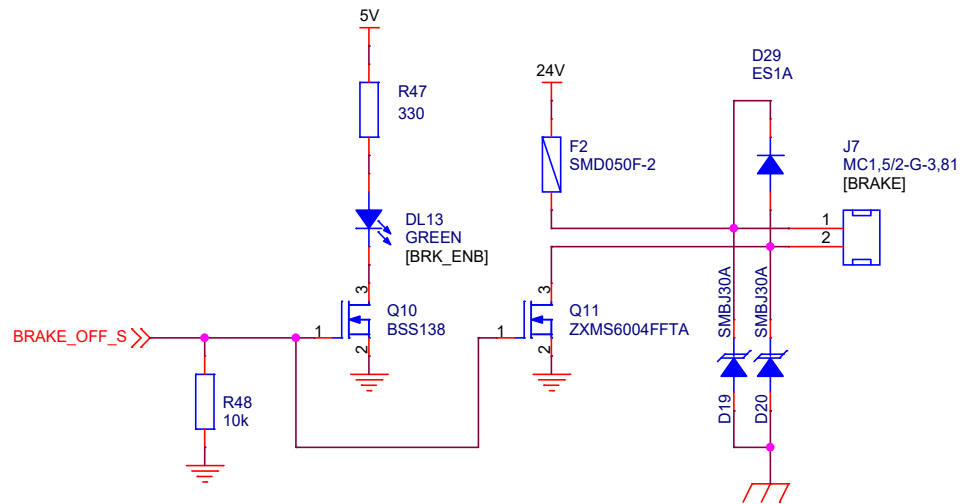 5V
R47
330
DL13
GREEN
[BRK_ENB]
3
Q10
BSS138
1
2
BRAKE_OFF_S
R48
10k
24V
F2
SMD050F-2
3
Q11
ZXMS6004FFTA
1
2
D29
ES1A
J7
MC1,5/2-G-3,81
[BRAKE]
1
2
SMBJ30A
SMBJ30A
D19
D20